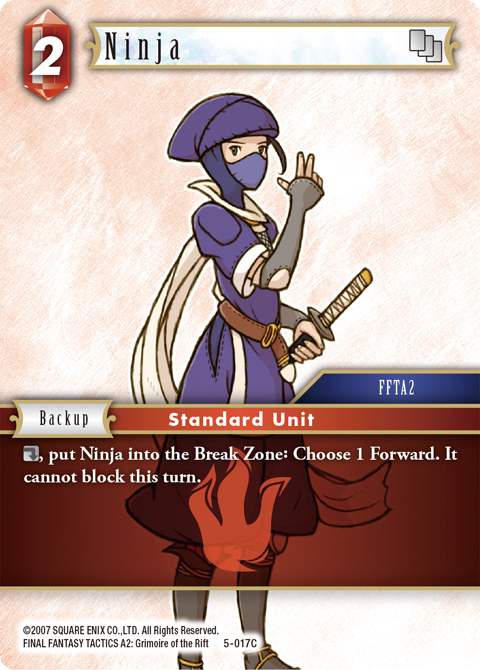 2
Ninja
FFTA2
Backup
Standard Unit
, put Ninja into the Break Zone: Choose 1 Forward. It
cannot block this turn.
©2007 SQUARE ENIX CO.,LTD. All Rights Reserved.
FINAL FANTASY TACTICS A2: Grimoire of the Rift 5-017C